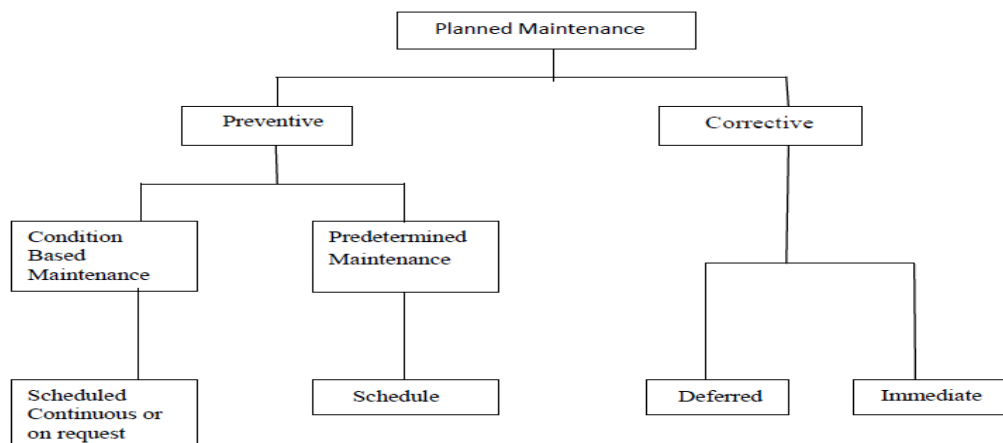 Planned Maintenance
Preventive
Corrective
Condition
Based
Maintenance
Predetermined
Maintenance
Scheduled
Continuous or
on request
Schedule
Deferred
Immediate